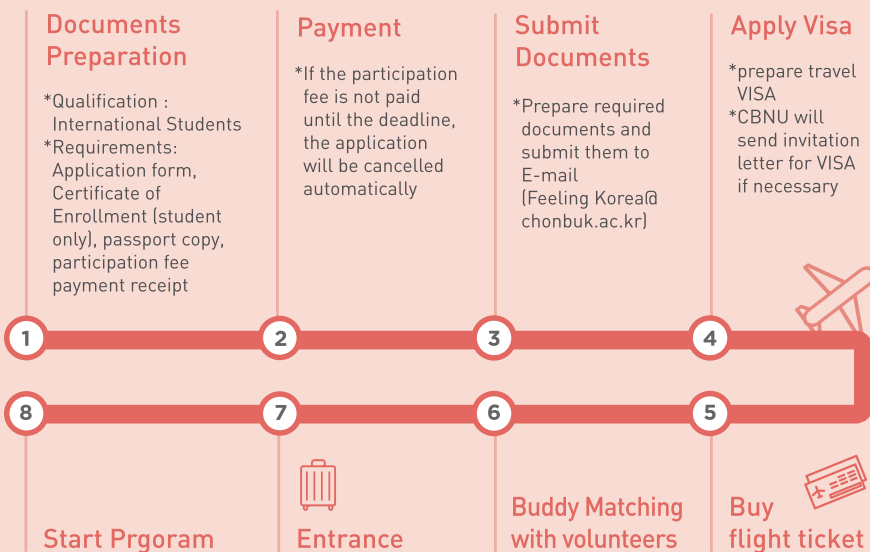 Documents
Preparation
*Qualification :
International Students
*Requirements:
Application form,
Certificate of
Enrollment (student
only), passport copy,
participation fee
payment receipt
Payment
*If the participation
fee is not paid
until the deadline,
the application
will be cancelled
automatically
Submit
Documents
*Prepare required
documents and
submit them to
E-mail
(Feeling Korea@
chonbuk.ac.kr)
Apply Visa
*prepare travel
VISA
*CBNU will
send invitation
letter for VISA
if necessary
1
2
3
4
8
7
6
5
Start Prgoram
Entrance
Buddy Matching
with volunteers
Buy
flight ticket